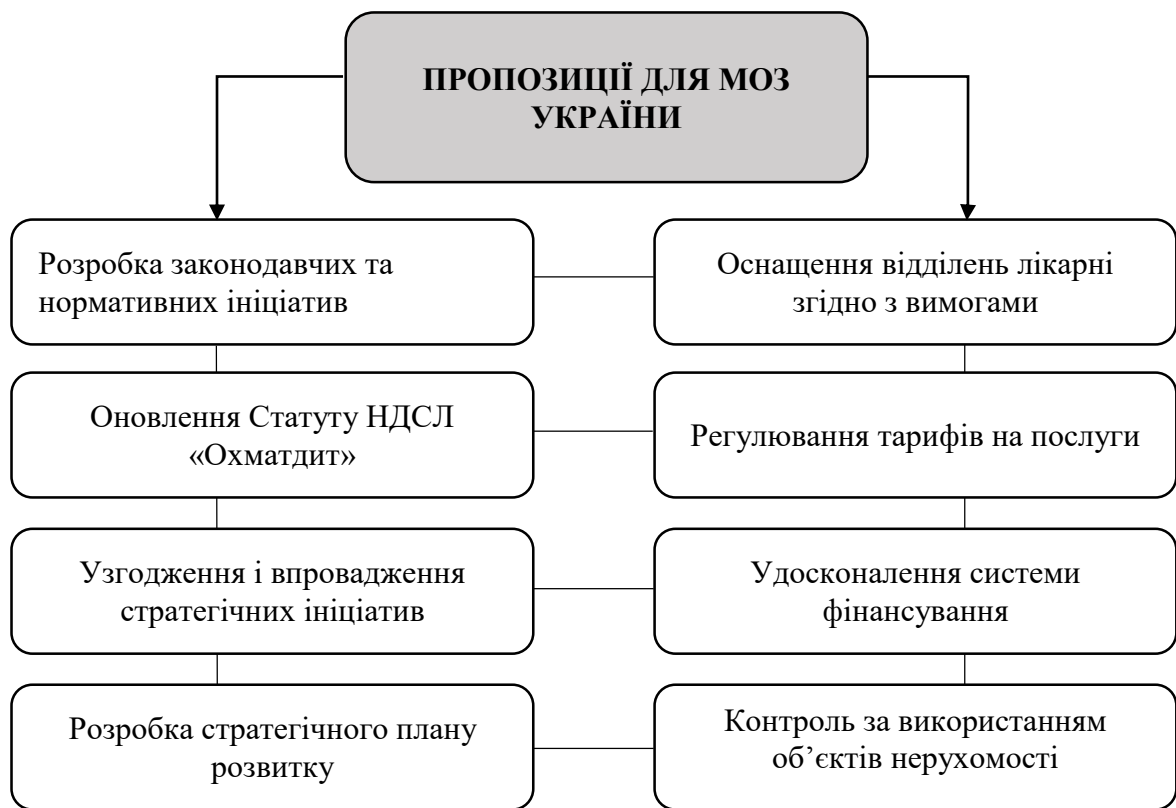 ПРОПОЗИЦІЇ ДЛЯ МОЗ
УКРАЇНИ
Розробка законодавчих та
нормативних ініціатив
Оснащення відділень лікарні
згідно з вимогами
Оновлення Статуту НДСЛ
«Охматдит»
Регулювання тарифів на послуги
Узгодження і впровадження
стратегічних ініціатив
Удосконалення системи
фінансування
Розробка стратегічного плану
розвитку
Контроль за використанням
об’єктів нерухомості